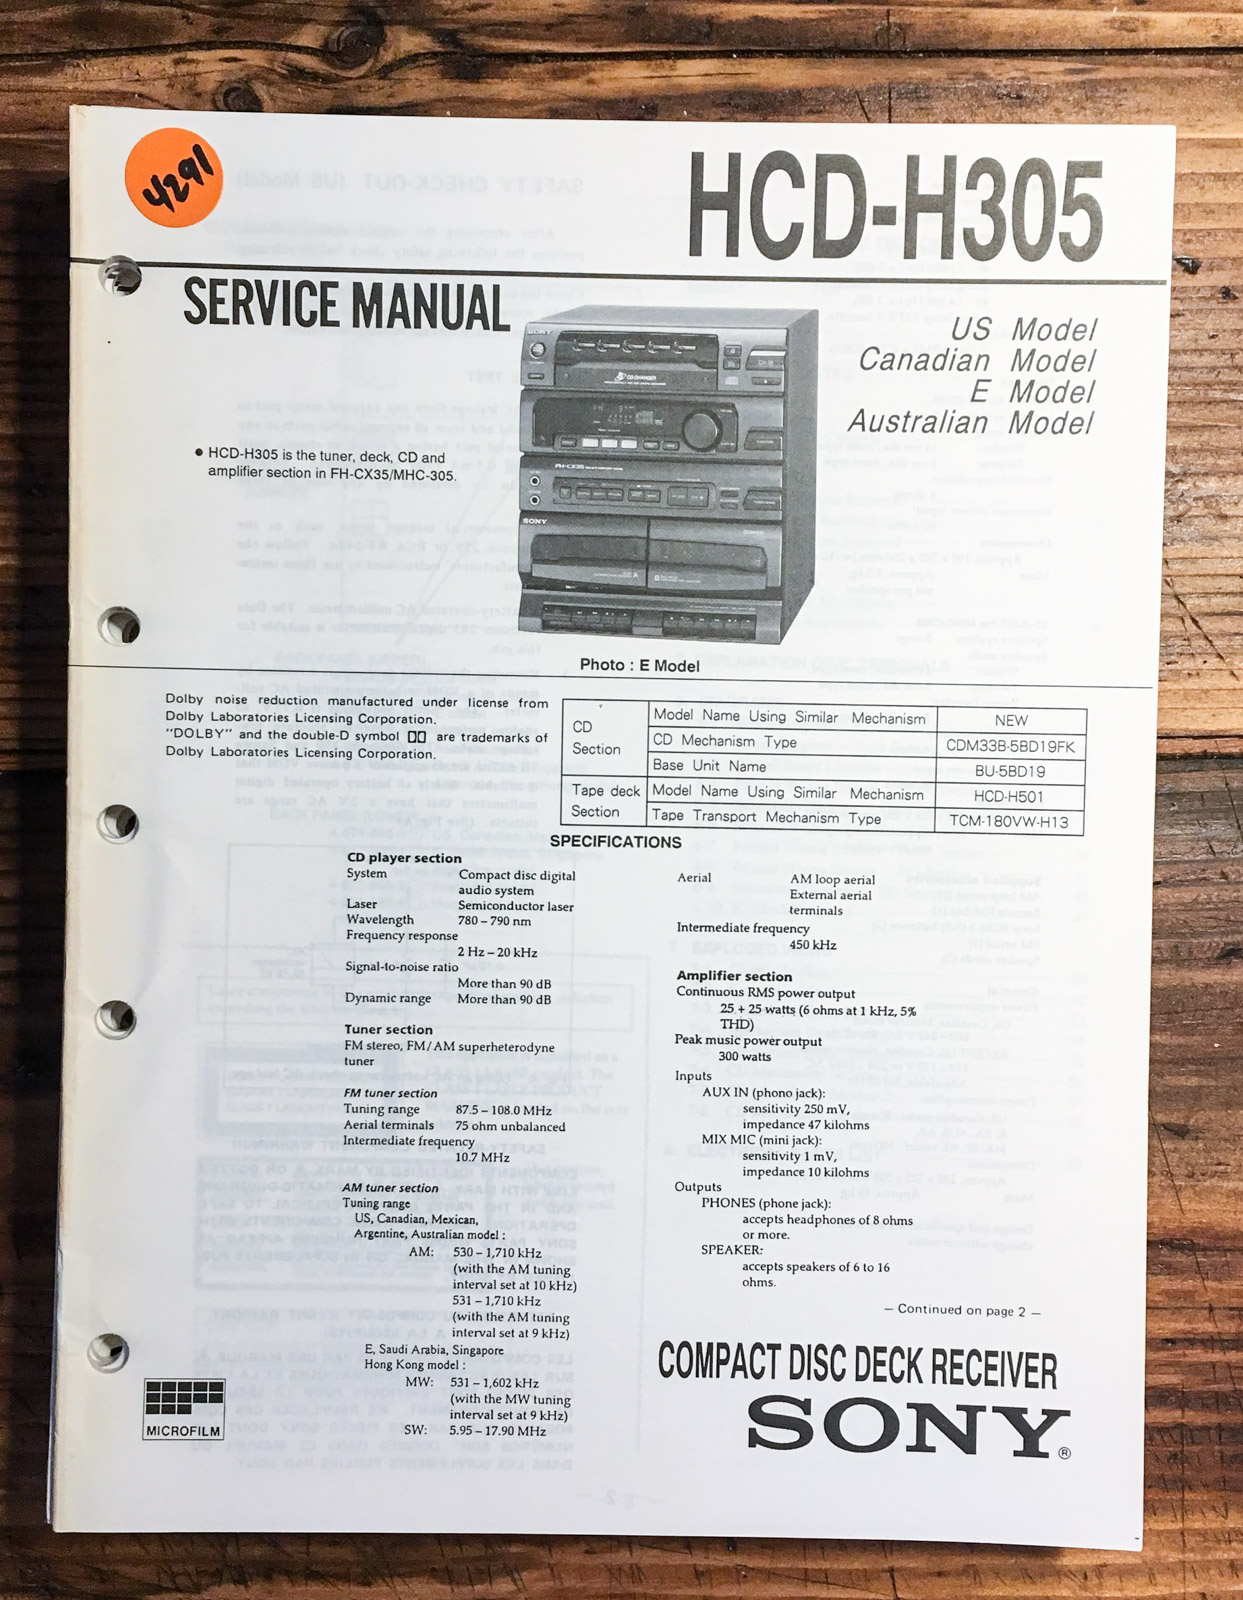 4291
HCD-H305
SERVICE MANUAL
US Model
Canadian Model
E Model
Australian Model
● HCD-H305 is the tuner, deck, CD and
amplifier section in FH-CX35/MHC-305.
SONY
5 CD CHANGER
FH-CX35
SONY
A
B
Photo : E Model
Dolby noise reduction manufactured under license from
Dolby Laboratories Licensing Corporation.
"DOLBY" and the double-D symbol are trademarks of
Dolby Laboratories Licensing Corporation.
CD Section
Model Name Using Similar Mechanism NEW
CD Mechanism Type CDM33B-5BD19FK
Base Unit Name BU-5BD19
Tape deck Section
Model Name Using Similar Mechanism HCD-H501
Tape Transport Mechanism Type TCM-180VW-H13
SPECIFICATIONS
CD player section
System Compact disc digital
audio system
Laser Semiconductor laser
Wavelength 780 – 790 nm
Frequency response
2 Hz – 20 kHz
Signal-to-noise ratio
More than 90 dB
Dynamic range More than 90 dB
Tuner section
FM stereo, FM/AM superheterodyne
tuner
FM tuner section
Tuning range 87.5 – 108.0 MHz
Aerial terminals 75 ohm unbalanced
Intermediate frequency
10.7 MHz
AM tuner section
Tuning range
US, Canadian, Mexican,
Argentine, Australian model :
AM: 530 – 1,710 kHz
(with the AM tuning
interval set at 10 kHz)
531 – 1,710 kHz
(with the AM tuning
interval set at 9 kHz)
E, Saudi Arabia, Singapore
Hong Kong model :
MW: 531 – 1,602 kHz
(with the MW tuning
interval set at 9 kHz)
SW: 5.95 – 17.90 MHz
Aerial AM loop aerial
External aerial
terminals
Intermediate frequency
450 kHz
Amplifier section
Continuous RMS power output
25 + 25 watts (6 ohms at 1 kHz, 5%
THD)
Peak music power output
300 watts
Inputs
AUX IN (phono jack):
sensitivity 250 mV,
impedance 47 kilohms
MIX MIC (mini jack):
sensitivity 1 mV,
impedance 10 kilohms
Outputs
PHONES (phone jack):
accepts headphones of 8 ohms
or more.
SPEAKER:
accepts speakers of 6 to 16
ohms.
— Continued on page 2 —
MICROFILM
COMPACT DISC DECK RECEIVER
SONY®